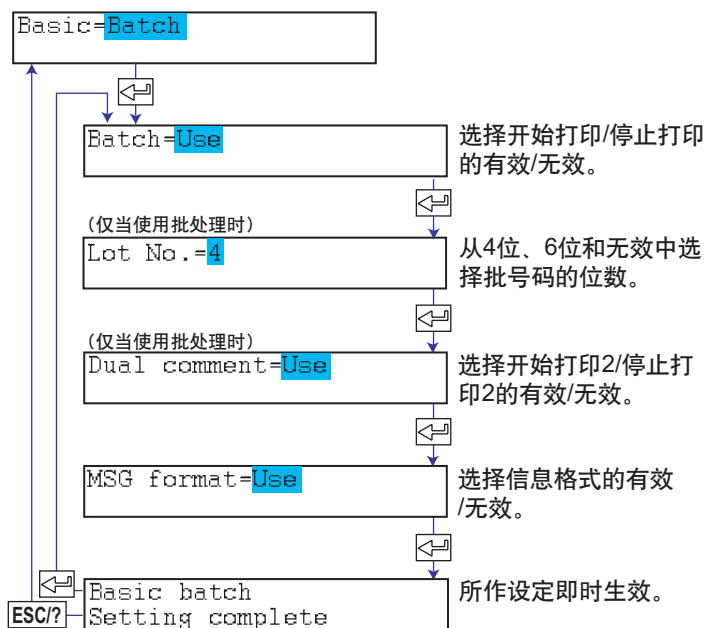 Basic=Batch
Batch=Use
选择开始打印/停止打印
的有效/无效。
(仅当使用批处理时)
Lot No.=4
从4位、6位和无效中选
择批号码的位数。
(仅当使用批处理时)
Dual comment=Use
选择开始打印2/停止打
印2的有效/无效。
MSG format=Use
选择信息格式的有效
/无效。
Basic batch
所作设定即时生效。
ESC/?
Setting complete